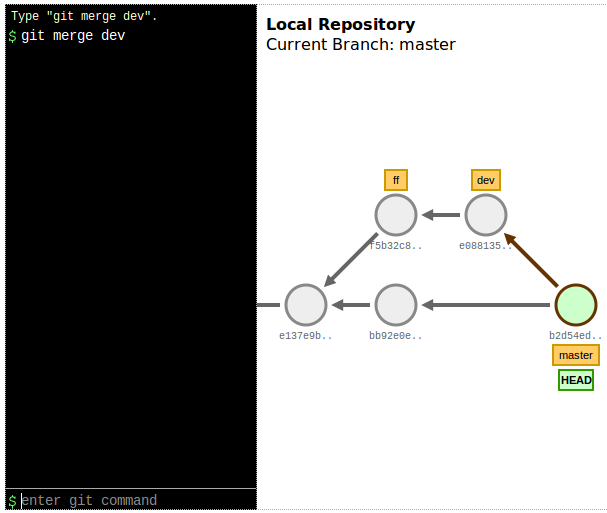 Type "git merge dev".
$ git merge dev
Local Repository
Current Branch: master
ff
dev
f5b32c8..
e088135..
e137e9b..
bb92e0e..
b2d54ed..
master
HEAD
$ enter git command